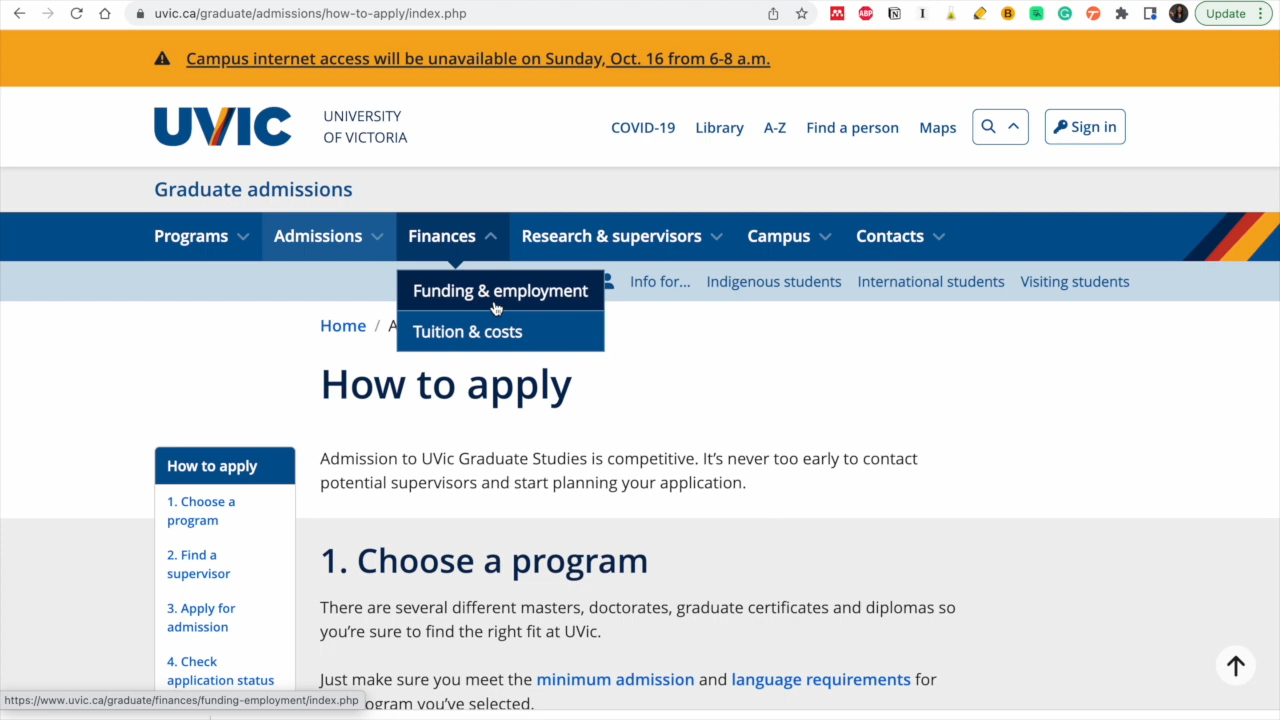 uvic.ca/graduate/admissions/how-to-apply/index.php
ABP
I
B
G
T
Update
Campus internet access will be unavailable on Sunday, Oct. 16 from 6-8 a.m.
UVIC
UNIVERSITY
OF VICTORIA
COVID-19 Library A-Z Find a person Maps
Sign in
Graduate admissions
Programs Admissions Finances Research & supervisors Campus Contacts
Funding & employment
Tuition & costs
Info for... Indigenous students International students Visiting students
Home / A
How to apply
How to apply
1. Choose a
program
2. Find a
supervisor
3. Apply for
admission
4. Check
application status
Admission to UVic Graduate Studies is competitive. It's never too early to contact
potential supervisors and start planning your application.
1. Choose a program
There are several different masters, doctorates, graduate certificates and diplomas so
you're sure to find the right fit at UVic.
Just make sure you meet the minimum admission and language requirements for
program you've selected.
https://www.uvic.ca/graduate/finances/funding-employment/index.php